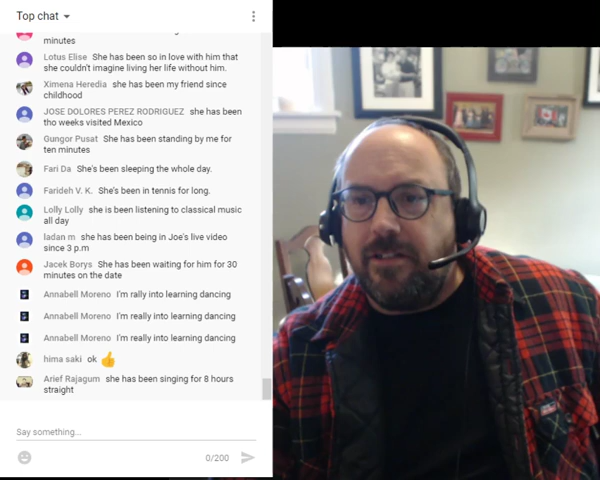 Top chat
minutes
Lotus Elise She has been so in love with him that
she couldn't imagine living her life without him.
Ximena Heredia she has been my friend since
childhood
JOSE DOLORES PEREZ RODRIGUEZ she has been
tho weeks visited Mexico
Gungor Pusat She has been standing by me for
ten minutes
Fari Da She's been sleeping the whole day.
Farideh V. K. She's been in tennis for long.
Lolly Lolly she is been listening to classical music
all day
ladan m she has been being in Joe's live video
since 3 p.m
Jacek Borys She has been waiting for him for 30
minutes on the date
Annabell Moreno I'm rally into learning dancing
Annabell Moreno I'm really into learning dancing
Annabell Moreno I'm really into learning dancing
hima saki ok 👍
Arief Rajagum she has been singing for 8 hours
straight
Say something...
0/200